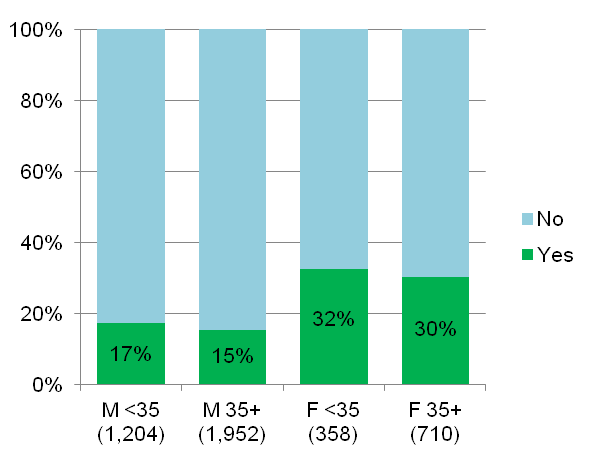 100%
80%
60%
40%
20%
0%
17%
15%
32%
30%
M <35
(1,204)
M 35+
(1,952)
F <35
(358)
F 35+
(710)
No
Yes